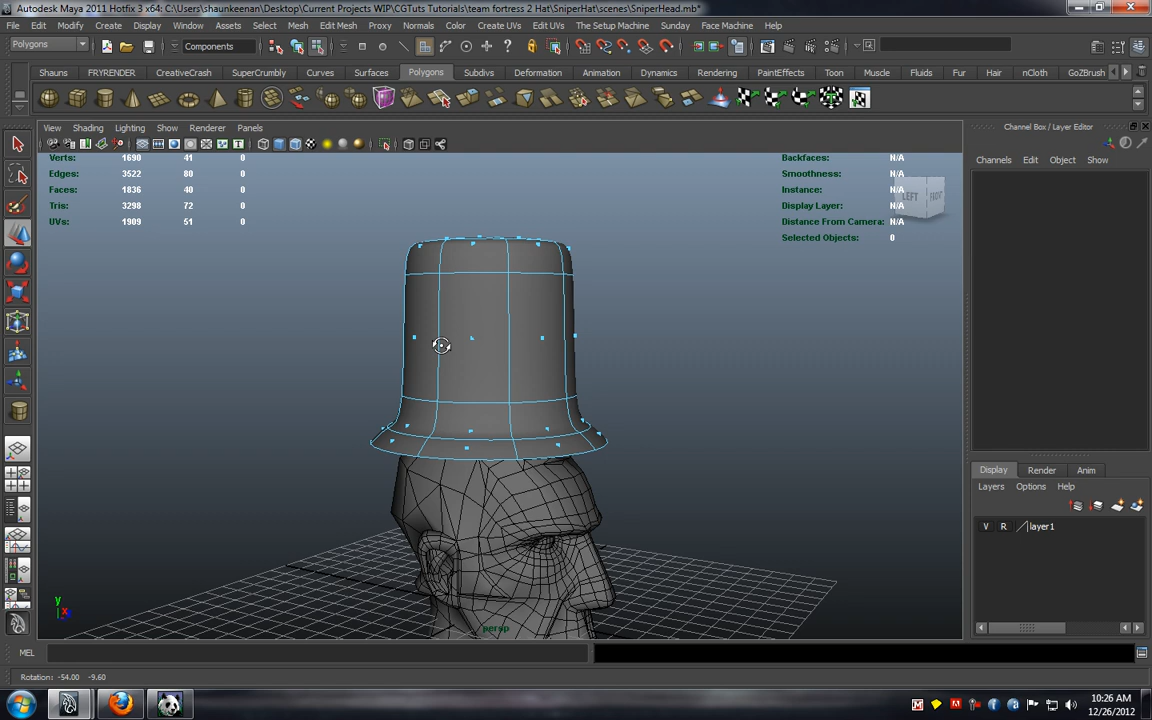 Autodesk Maya 2011 Hotfix 3 x64: C:\Users\shaunkeenan\Desktop\Current Projects WIP\CGTuts Tutorials\team fortress 2 Hat\SniperHat\scenes\SniperHead.mb*
File Edit Modify Create Display Window Assets Select Mesh Edit Mesh Proxy Normals Color Create UVs Edit UVs The Setup Machine Sunday Face Machine Help
Polygons Components
Shauns FRYRENDER CreativeCrash SuperCrumbly Curves Surfaces Polygons Subdivs Deformation Animation Dynamics Rendering PaintEffects Toon Muscle Fluids Fur Hair nCloth GoZBrush
View Shading Lighting Show Renderer Panels
Channel Box / Layer Editor
Channels Edit Object Show
Verts: 1690 41 0
Edges: 3522 80 0
Faces: 1836 40 0
Tris: 3298 72 0
UVs: 1909 51 0
Backfaces: N/A
Smoothness: N/A
Instance: N/A
Display Layer: N/A
Distance From Camera: N/A
Selected Objects: 0
LEFT
Display Render Anim
Layers Options Help
V R layer1
y
x
persp
MEL
Rotation: -54.00 -9.60
10:26 AM
12/26/2012